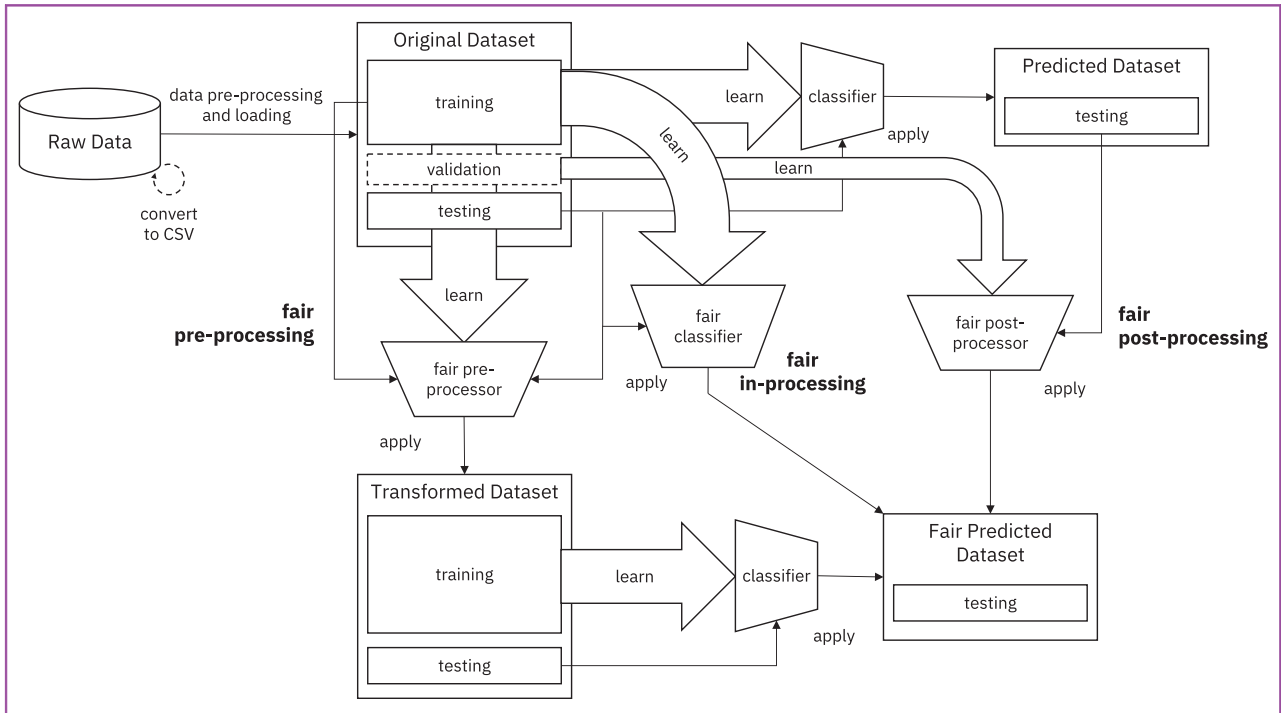 Original Dataset
training
validation
testing
data pre-processing
and loading
Raw Data
convert
to CSV
learn
classifier
apply
Predicted Dataset
testing
learn
learn
learn
fair
pre-processing
fair pre-
processor
apply
fair
classifier
apply
fair
in-processing
fair post-
processor
apply
fair
post-processing
Transformed Dataset
training
testing
learn
classifier
apply
Fair Predicted
Dataset
testing